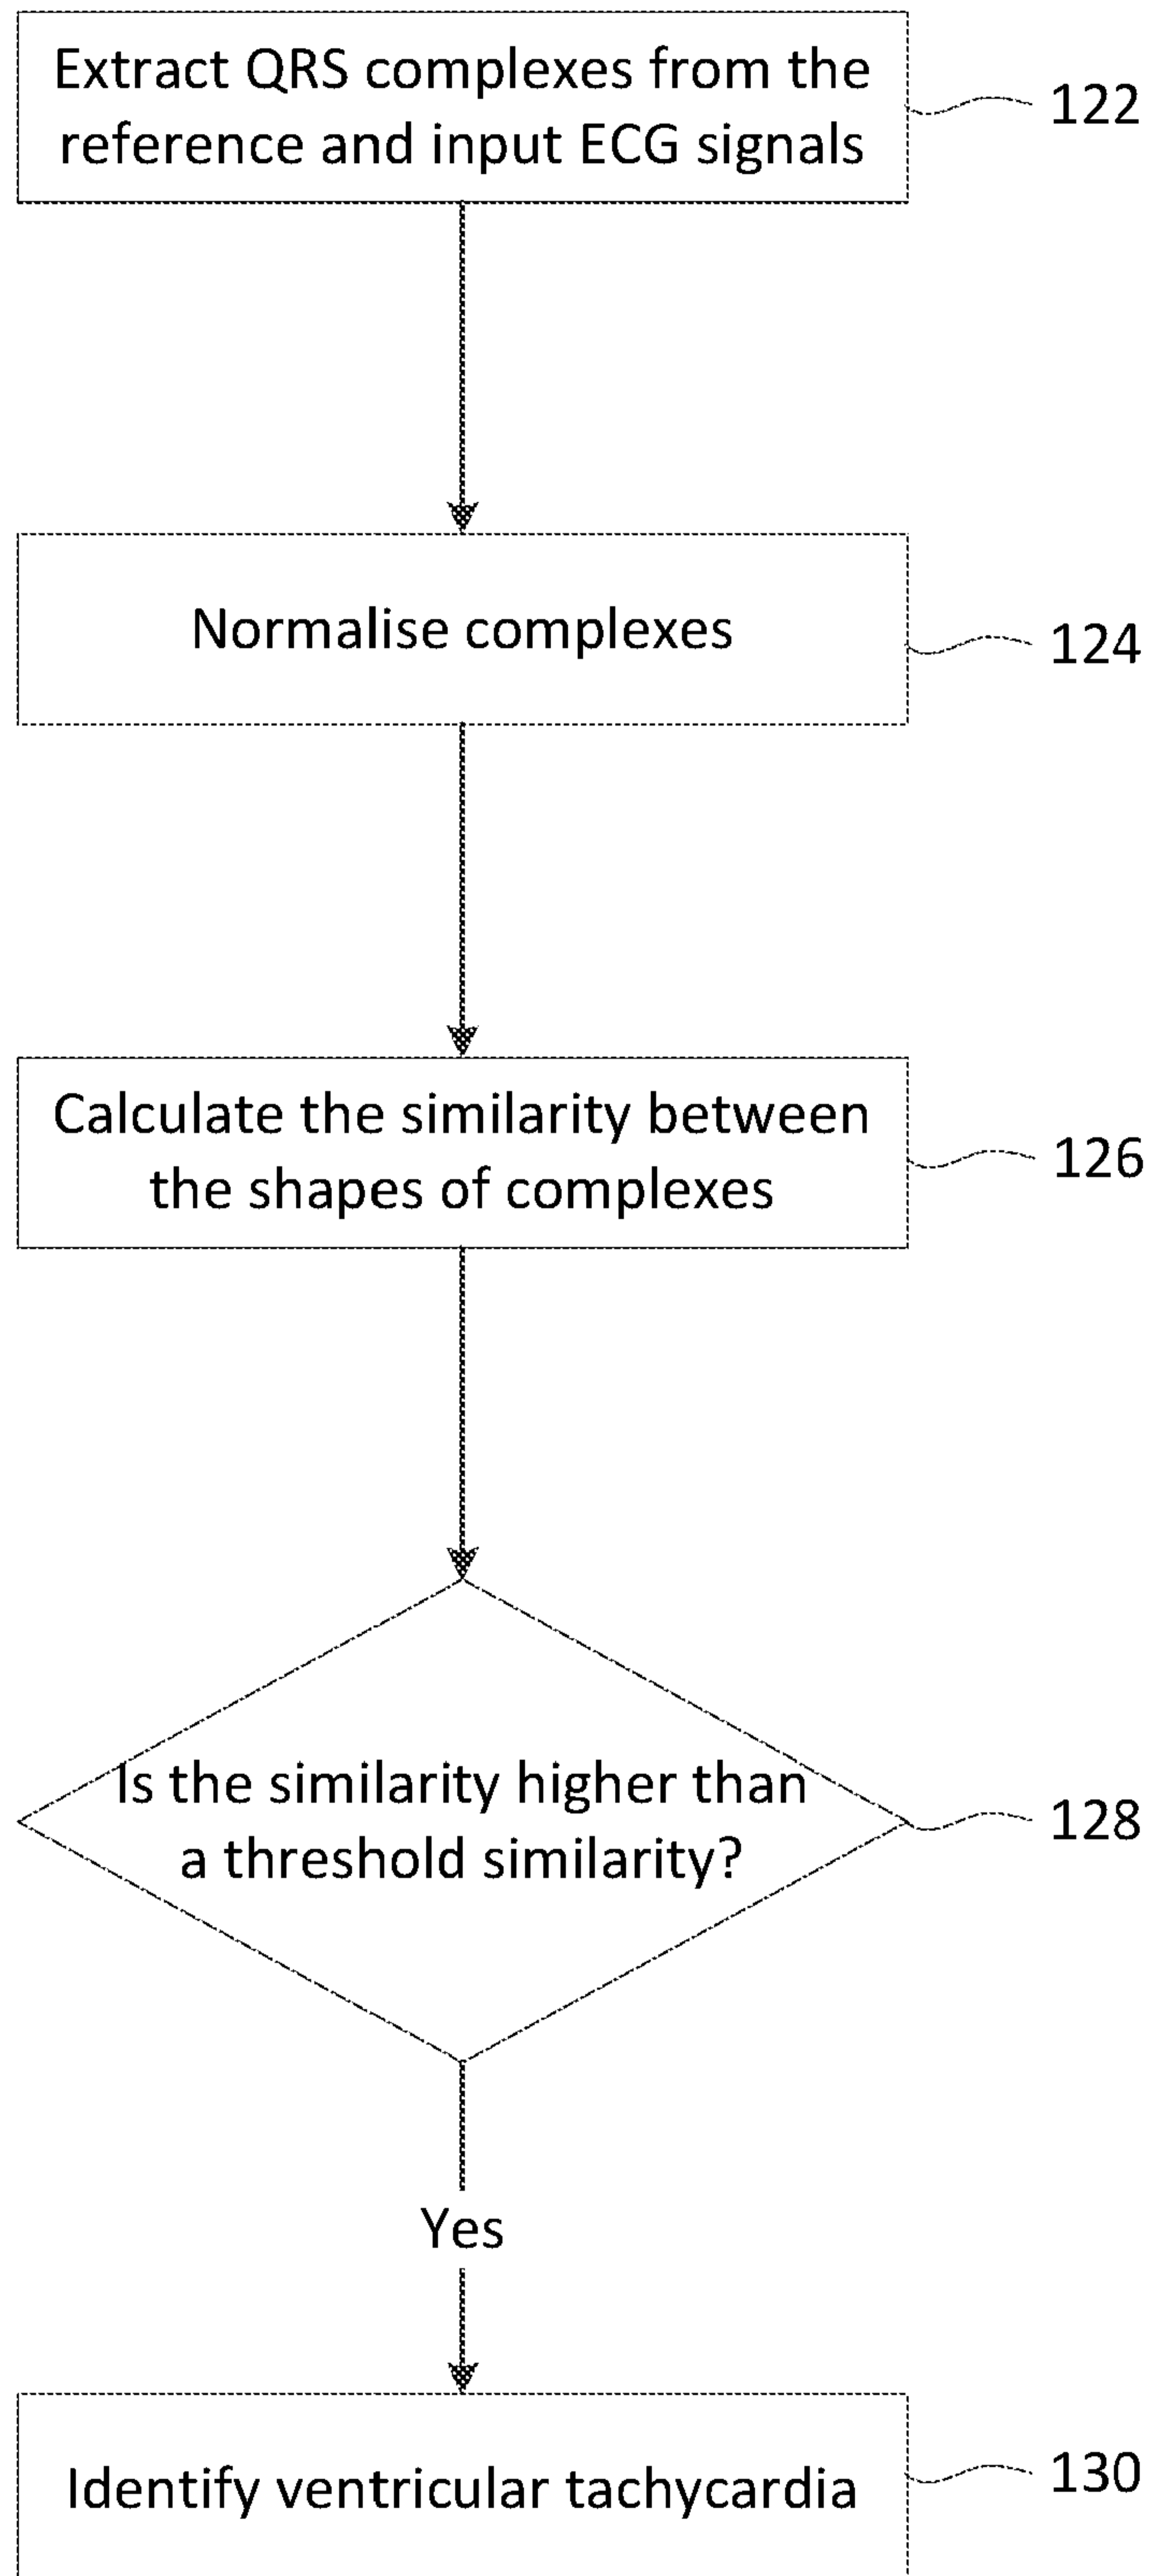 Extract QRS complexes from the
reference and input ECG signals
122
Normalise complexes
124
Calculate the similarity between
the shapes of complexes
126
Is the similarity higher than
a threshold similarity?
128
Yes
Identify ventricular tachycardia
130